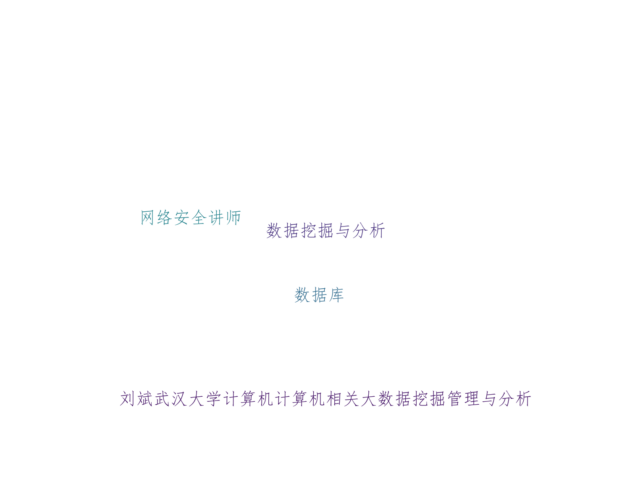 网络安全讲师
数据挖掘与分析
数据库
刘斌武汉大学计算机计算机相关大数据挖掘管理与分析